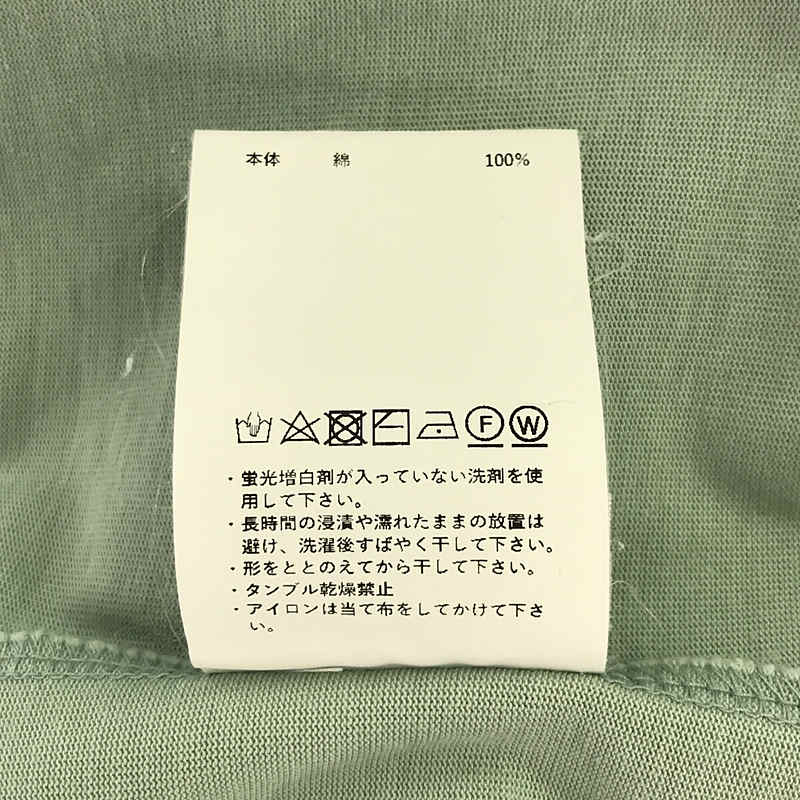 本体 綿 100%
F W
・蛍光増白剤が入っていない洗剤を使
用して下さい。
・長時間の浸漬や濡れたままの放置は
避け、洗濯後すばやく干して下さい。
・形をととのえてから干して下さい。
・タンブル乾燥禁止
・アイロンは当て布をしてかけて下さ
い。